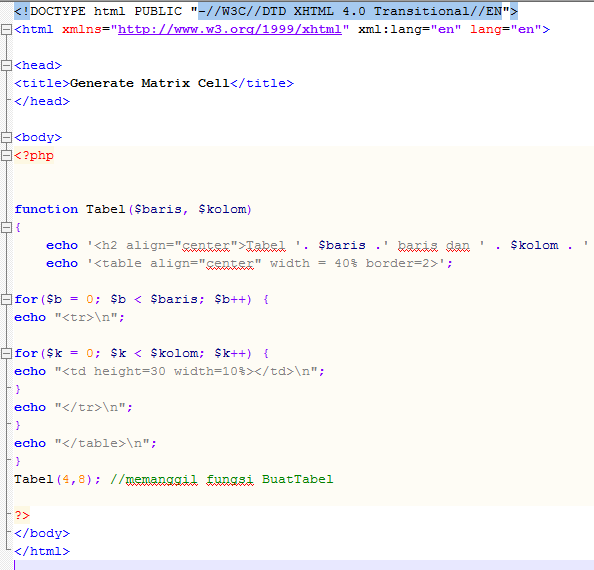 <!DOCTYPE html PUBLIC "-//W3C//DTD XHTML 4.0 Transitional//EN">
<html xmlns="http://www.w3.org/1999/xhtml" xml:lang="en" lang="en">
<head>
<title>Generate Matrix Cell</title>
</head>
<body>
<?php
function Tabel($baris, $kolom)
{
echo '<h2 align="center">Tabel '. $baris .' baris dan ' . $kolom . '
echo '<table align="center" width = 40% border=2>';
for($b = 0; $b < $baris; $b++) {
echo "<tr>\n";
for($k = 0; $k < $kolom; $k++) {
echo "<td height=30 width=10%></td>\n";
}
echo "</tr>\n";
}
echo "</table>\n";
}
Tabel(4,8); //memanggil fungsi BuatTabel
?>
</body>
</html>